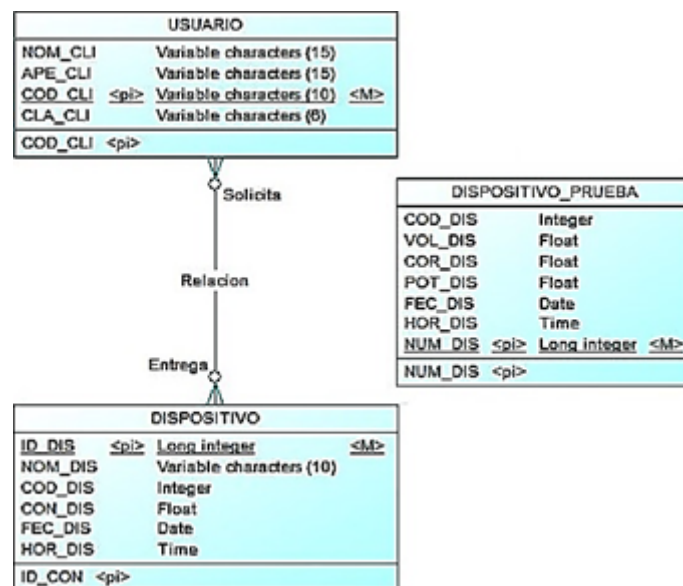 USUARIO
NOM_CLI Variable characters (15)
APE_CLI Variable characters (15)
COD_CLI <pi> Variable characters (10) <M>
CLA_CLI Variable characters (6)
COD_CLI <pi>
Solicita
Relacion
Entrega
DISPOSITIVO_PRUEBA
COD_DIS Integer
VOL_DIS Float
COR_DIS Float
POT_DIS Float
FEC_DIS Date
HOR_DIS Time
NUM_DIS <pi> Long integer <M>
NUM_DIS <pi>
DISPOSITIVO
ID_DIS <pi> Long integer <M>
NOM_DIS Variable characters (10)
COD_DIS Integer
CON_DIS Float
FEC_DIS Date
HOR_DIS Time
ID_CON <pi>